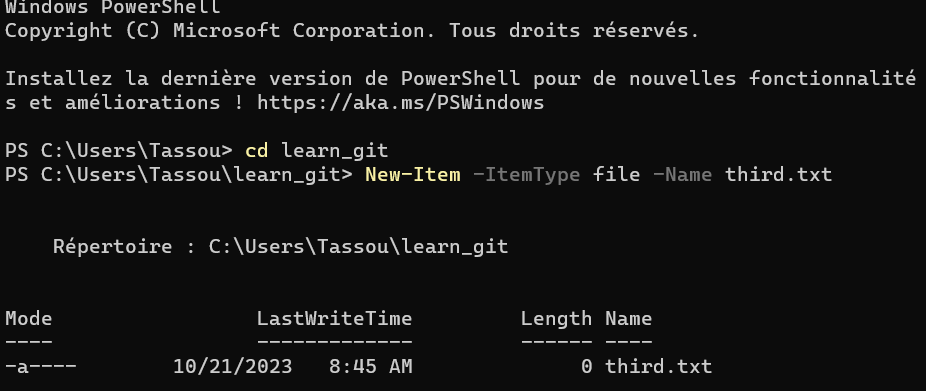 Windows PowerShell
Copyright (C) Microsoft Corporation. Tous droits réservés.
Installez la dernière version de PowerShell pour de nouvelles fonctionnalité
s et améliorations ! https://aka.ms/PSWindows
PS C:\Users\Tassou> cd learn_git
PS C:\Users\Tassou\learn_git> New-Item -ItemType file -Name third.txt
Répertoire : C:\Users\Tassou\learn_git
Mode                 LastWriteTime         Length Name
----                 -------------         ------ ----
-a----        10/21/2023   8:45 AM              0 third.txt